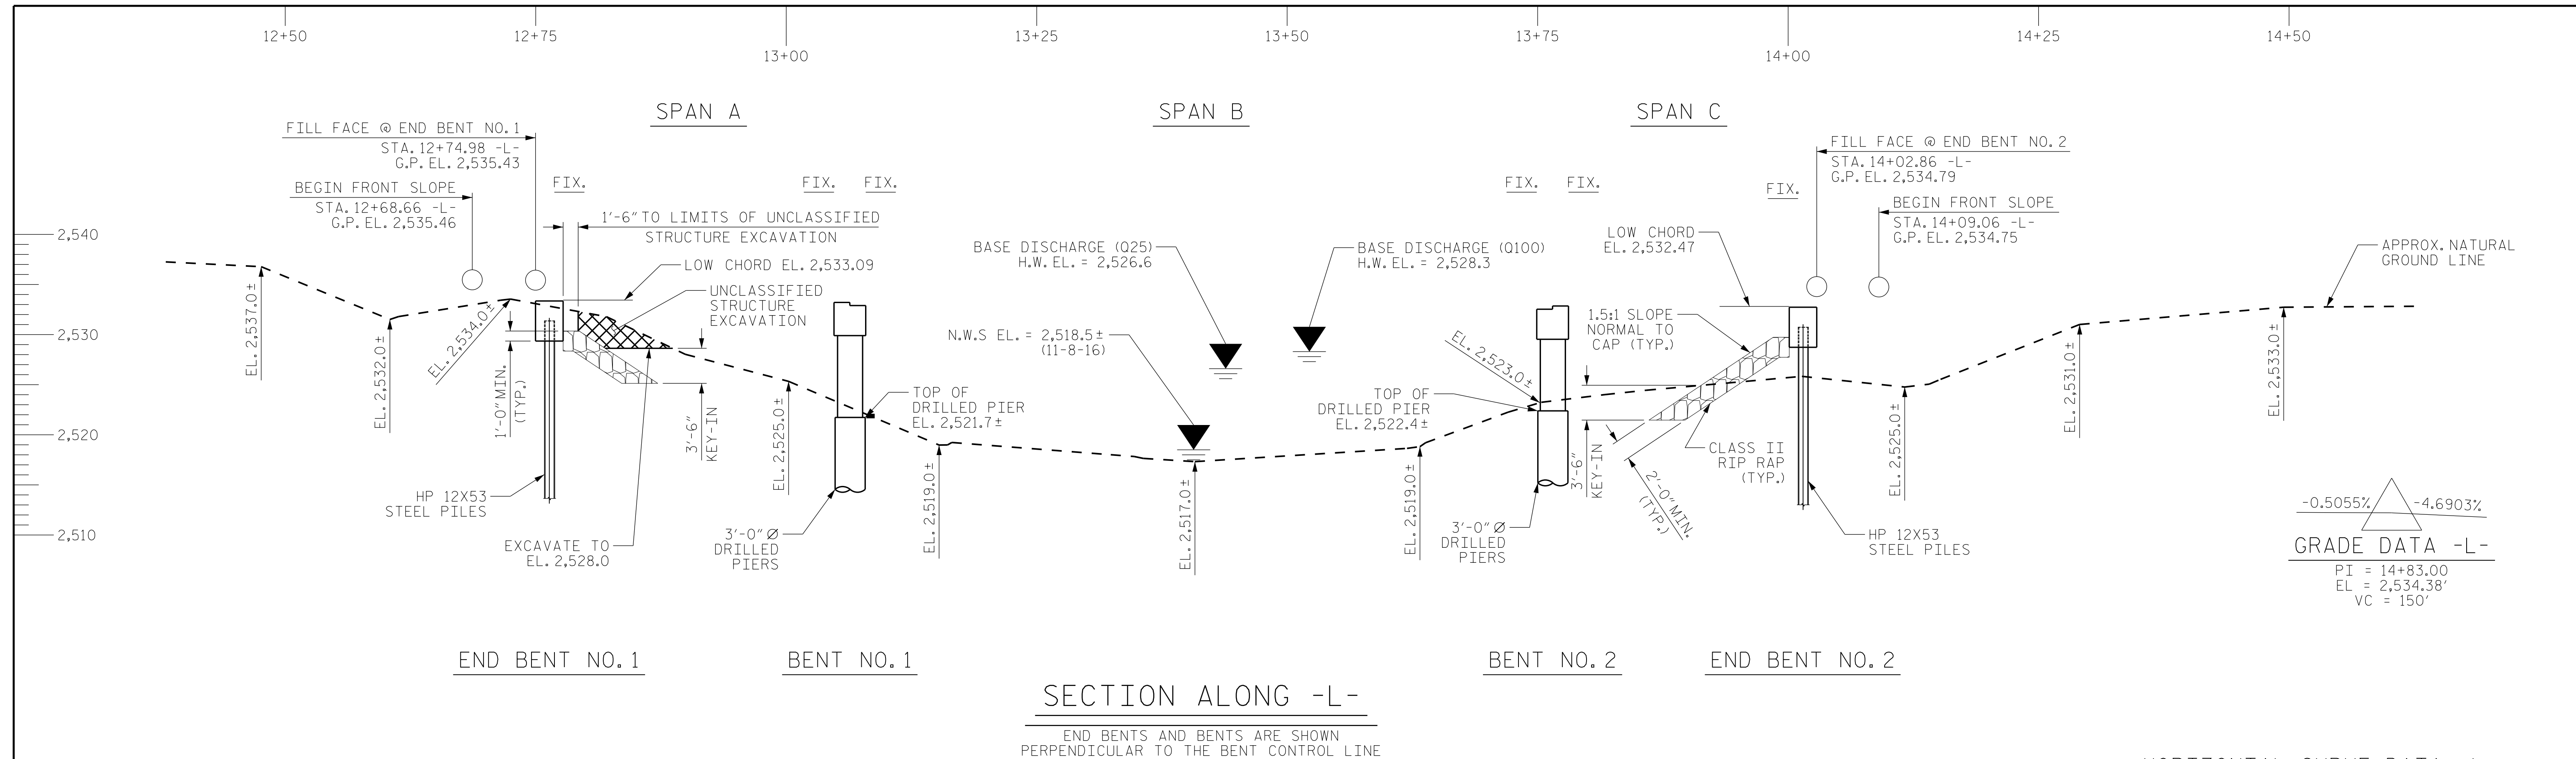 12+50
12+75
13+00
13+25
13+50
13+75
14+00
14+25
14+50
SPAN A
SPAN B
SPAN C
FILL FACE @ END BENT NO. 1
STA. 12+74.98 -L-
G.P. EL. 2,535.43
BEGIN FRONT SLOPE
STA. 12+68.66 -L-
G.P. EL. 2,535.46
FIX.
FIX.
FIX.
FIX.
FIX.
FIX.
FILL FACE @ END BENT NO. 2
STA. 14+02.86 -L-
G.P. EL. 2,534.79
BEGIN FRONT SLOPE
STA. 14+09.06 -L-
G.P. EL. 2,534.75
1'-6" TO LIMITS OF UNCLASSIFIED
STRUCTURE EXCAVATION
LOW CHORD EL. 2,533.09
UNCLASSIFIED
STRUCTURE
EXCAVATION
BASE DISCHARGE (Q25)
H.W. EL. = 2,526.6
BASE DISCHARGE (Q100)
H.W. EL. = 2,528.3
N.W.S EL. = 2,518.5±
(11-8-16)
LOW CHORD
EL. 2,532.47
APPROX. NATURAL
GROUND LINE
1.5:1 SLOPE
NORMAL TO
CAP (TYP.)
2,540
2,530
2,520
2,510
EL. 2,537.0±
EL. 2,532.0±
EL. 2,534.0±
1'-0" MIN.
(TYP.)
3'-6"
KEY-IN
EL. 2,525.0±
TOP OF
DRILLED PIER
EL. 2,521.7±
EL. 2,519.0±
EL. 2,517.0±
EL. 2,519.0±
TOP OF
DRILLED PIER
EL. 2,522.4±
EL. 2,523.0±
3'-6"
KEY-IN
2'-0" MIN.
(TYP.)
CLASS II
RIP RAP
(TYP.)
EL. 2,525.0±
EL. 2,531.0±
EL. 2,533.0±
HP 12X53
STEEL PILES
EXCAVATE TO
EL. 2,528.0
3'-0" Ø
DRILLED
PIERS
3'-0" Ø
DRILLED
PIERS
HP 12X53
STEEL PILES
-0.5055%
-4.6903%
GRADE DATA -L-
PI = 14+83.00
EL = 2,534.38'
VC = 150'
END BENT NO. 1
BENT NO. 1
BENT NO. 2
END BENT NO. 2
SECTION ALONG -L-
END BENTS AND BENTS ARE SHOWN
PERPENDICULAR TO THE BENT CONTROL LINE